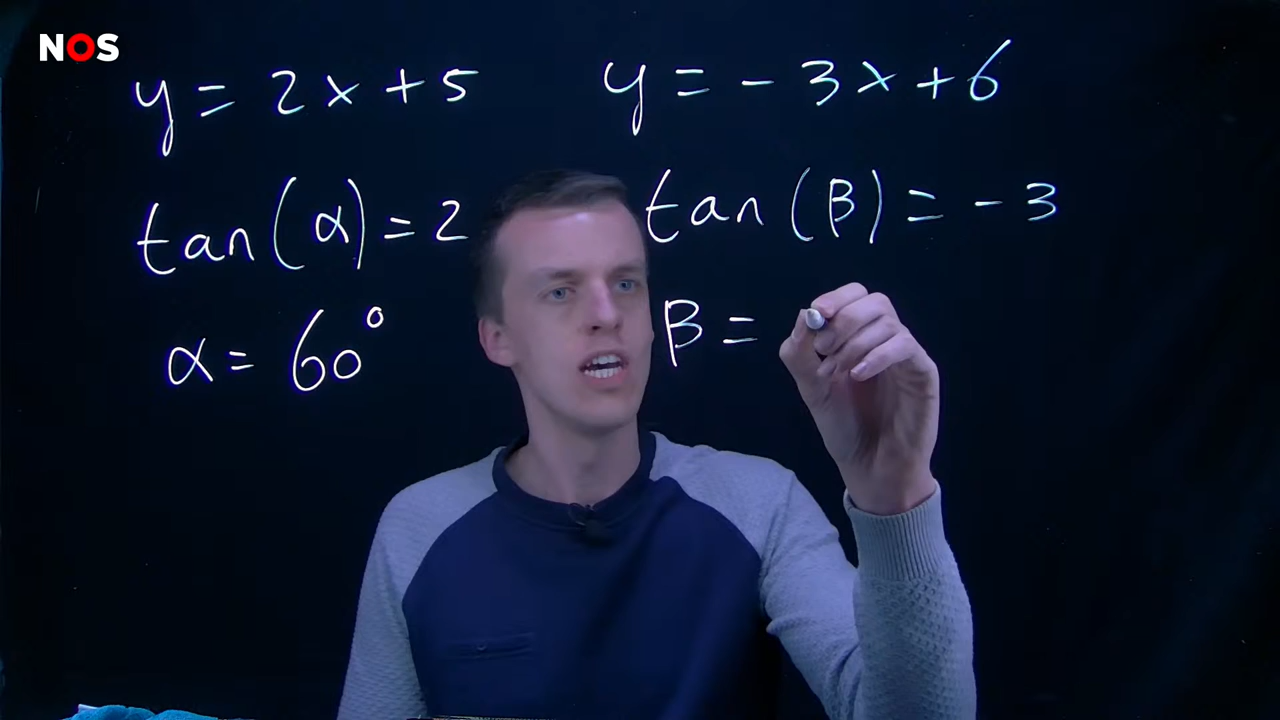 NOS
y = 2x + 5
y = - 3x + 6
tan(α) = 2
tan(β) = - 3
α = 60°
β =